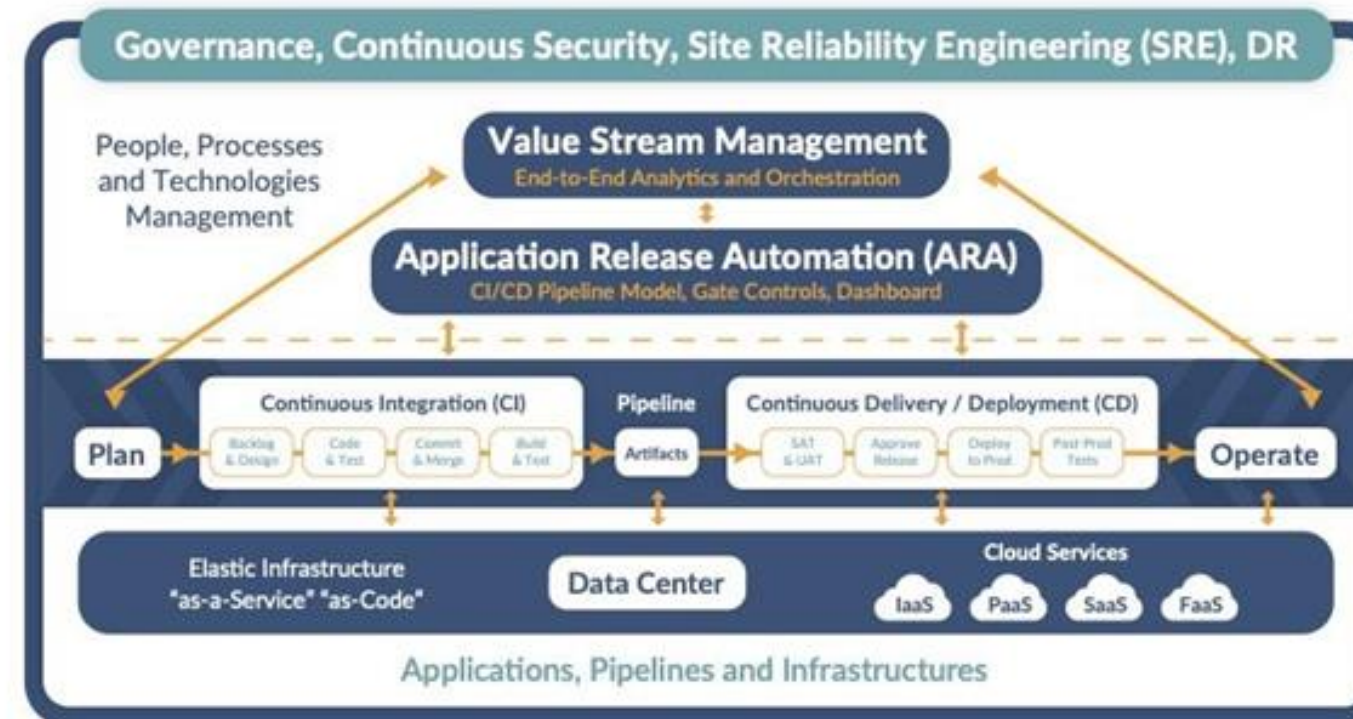 Governance, Continuous Security, Site Reliability Engineering (SRE), DR
People, Processes
and Technologies
Management
Value Stream Management
End-to-End Analytics and Orchestration
Application Release Automation (ARA)
CI/CD Pipeline Model, Gate Controls, Dashboard
Plan
Continuous Integration (CI)
Backlog
& Design
Code
& Test
Commit
& Merge
Build
& Test
Pipeline
Artifacts
Continuous Delivery / Deployment (CD)
SAT
& UAT
Approve
Release
Deploy
to Prod
Post Prod
Tests
Operate
Elastic Infrastructure
"as-a-Service" "as-Code"
Data Center
Cloud Services
IaaS
PaaS
SaaS
FaaS
Applications, Pipelines and Infrastructures